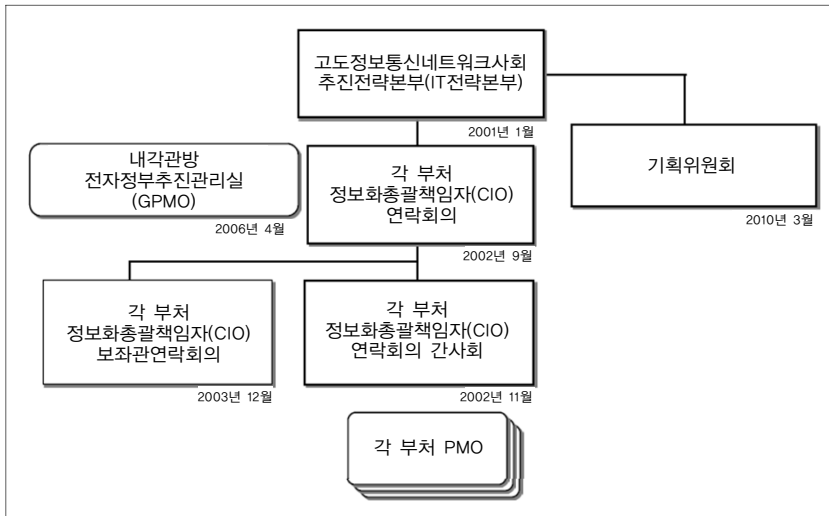 고도정보통신네트워크사회
추진전략본부(IT전략본부)
2001년 1월
내각관방
전자정부추진관리실
(GPMO)
2006년 4월
각 부처
정보화총괄책임자(CIO)
연락회의
2002년 9월
기획위원회
2010년 3월
각 부처
정보화총괄책임자(CIO)
보좌관연락회의
2003년 12월
각 부처
정보화총괄책임자(CIO)
연락회의 간사회
2002년 11월
각 부처 PMO